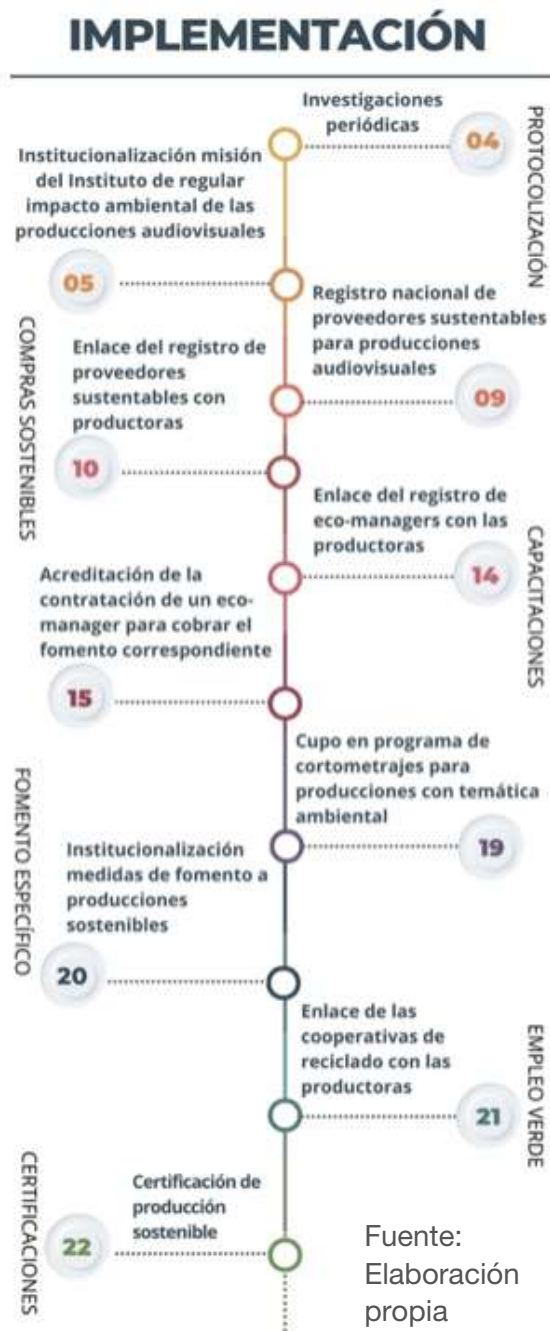 IMPLEMENTACIÓN
Investigaciones
periódicas
04
PROTOCOLIZACIÓN
Institucionalización misión
del Instituto de regular
impacto ambiental de las
producciones audiovisuales
05
Registro nacional de
proveedores sustentables
para producciones
audiovisuales
09
COMPRAS SOSTENIBLES
Enlace del registro de
proveedores
sustentables con
productoras
10
Enlace del registro de
eco-managers con las
productoras
14
CAPACITACIONES
Acreditación de la
contratación de un eco-
manager para cobrar el
fomento correspondiente
15
Cupo en programa de
cortometrajes para
producciones con temática
ambiental
19
FOMENTO ESPECÍFICO
Institucionalización
medidas de fomento a
producciones
sostenibles
20
Enlace de las
cooperativas de
reciclado con las
productoras
21
EMPLEO VERDE
CERTIFICACIONES
Certificación de
producción
sostenible
22
Fuente:
Elaboración
propia